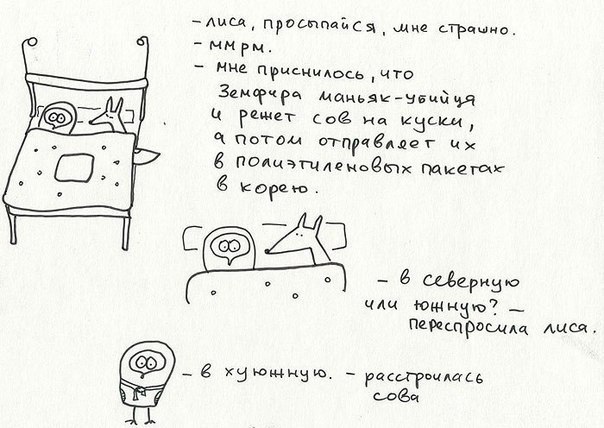 - лиса, просыпайся, мне страшно.
- ммрм.
- мне приснилось, что
Земфира маньяк-убийця
и режет сов на куски,
а потом отправляет их
в полиэтиленовых пакетах
в корею.
- в северную
или южную? -
переспросила лиса.
- в хуюжную. - расстроилась
сова